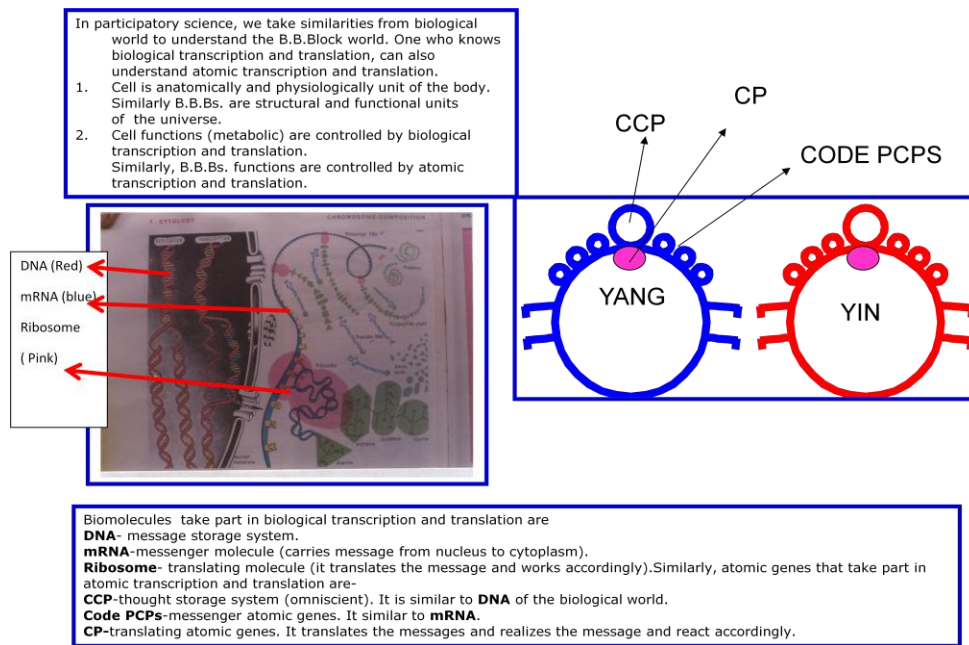 In participatory science, we take similarities from biological
world to understand the B.B.Block world. One who knows
biological transcription and translation, can also
understand atomic transcription and translation.
1. Cell is anatomically and physiologically unit of the body.
Similarly B.B.Bs. are structural and functional units
of the universe.
2. Cell functions (metabolic) are controlled by biological
transcription and translation.
Similarly, B.B.Bs. functions are controlled by atomic
transcription and translation.
CP
CCP
CODE PCPS
YANG
YIN
1 CYTOLOGY
CHROMOSOME COMPOSITION
DNA (Red)
mRNA (blue)
Ribosome
( Pink)
Biomolecules take part in biological transcription and translation are
DNA- message storage system.
mRNA-messenger molecule (carries message from nucleus to cytoplasm).
Ribosome- translating molecule (it translates the message and works accordingly).Similarly, atomic genes that take part in
atomic transcription and translation are-
CCP-thought storage system (omniscient). It is similar to DNA of the biological world.
Code PCPs-messenger atomic genes. It similar to mRNA.
CP-translating atomic genes. It translates the messages and realizes the message and react accordingly.